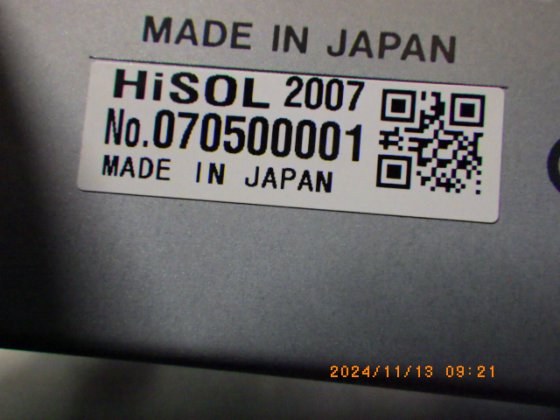 MADE IN JAPAN
HiSOL 2007
No.070500001
MADE IN JAPAN
2024/11/13 09:21